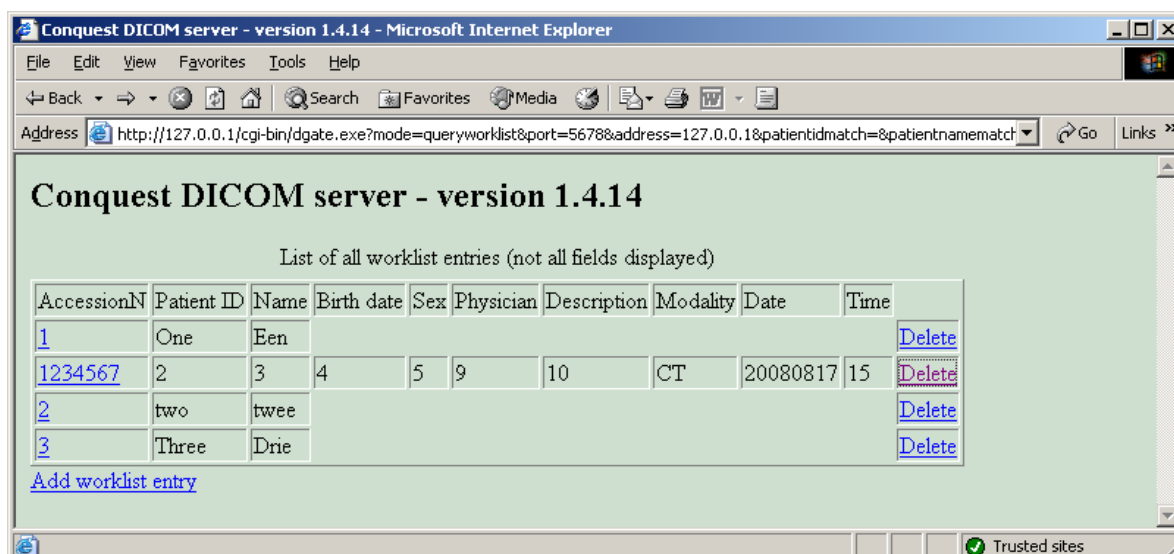 Conquest DICOM server - version 1.4.14 - Microsoft Internet Explorer
File Edit View Favorites Tools Help
Back Search Favorites Media
Address http://127.0.0.1/cgi-bin/dgate.exe?mode=queryworklist&port=5678&address=127.0.0.1&patientidmatch=&patientnamematch Go Links »
Conquest DICOM server - version 1.4.14
List of all worklist entries (not all fields displayed)
AccessionN Patient ID Name Birth date Sex Physician Description Modality Date Time
1 One Een Delete
1234567 2 3 4 5 9 10 CT 20080817 15 Delete
2 two twee Delete
3 Three Drie Delete
Add worklist entry
Trusted sites